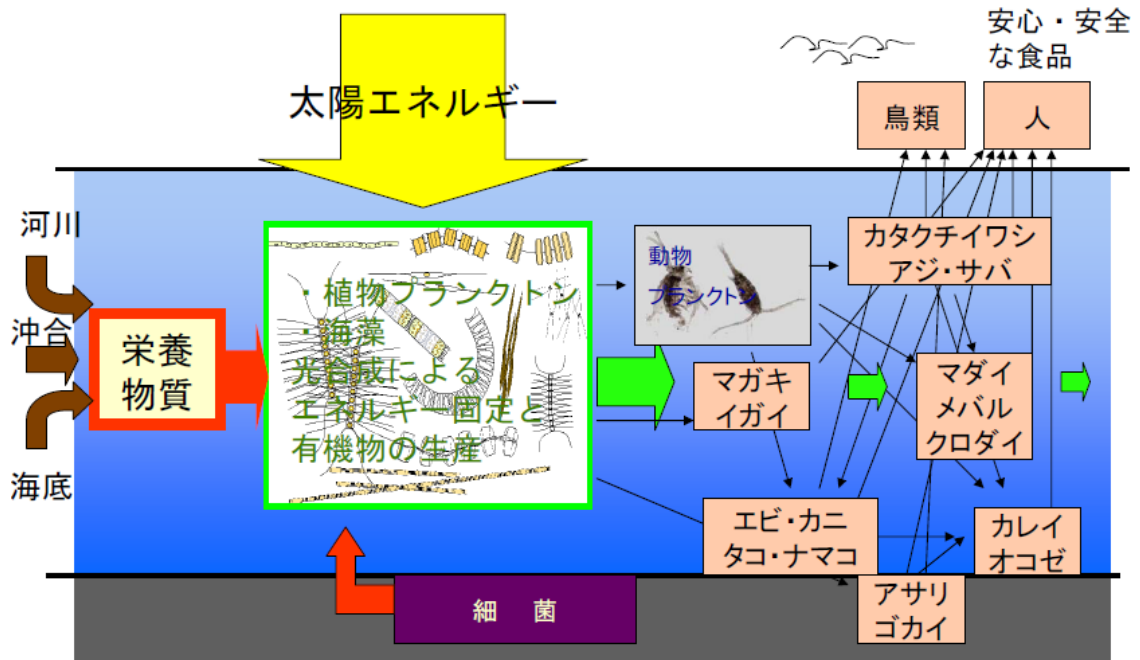 太陽エネルギー
安心・安全
な食品
鳥類
人
河川
沖合
海底
栄養
物質
・植物プランクトン
・海藻
光合成による
エネルギー固定と
有機物の生産
動物
プランクトン
カタクチイワシ
アジ・サバ
マガキ
イガイ
マダイ
メバル
クロダイ
エビ・カニ
タコ・ナマコ
カレイ
オコゼ
アサリ
ゴカイ
細 菌